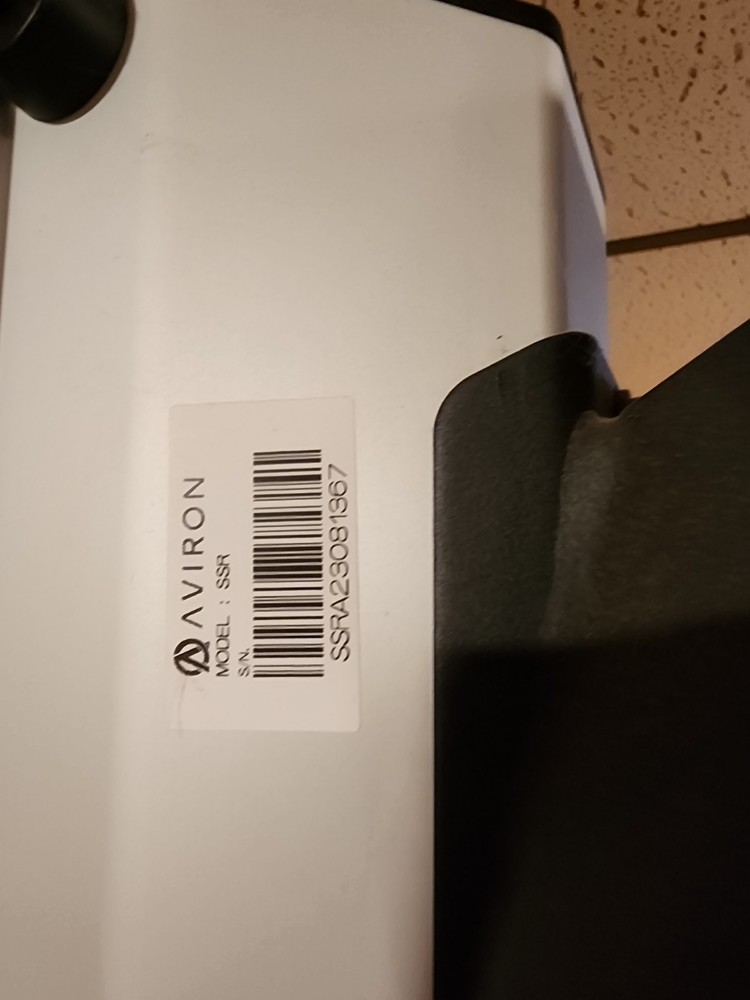 AVIRON
MODEL : SSR
S/N.
SSRA23081367